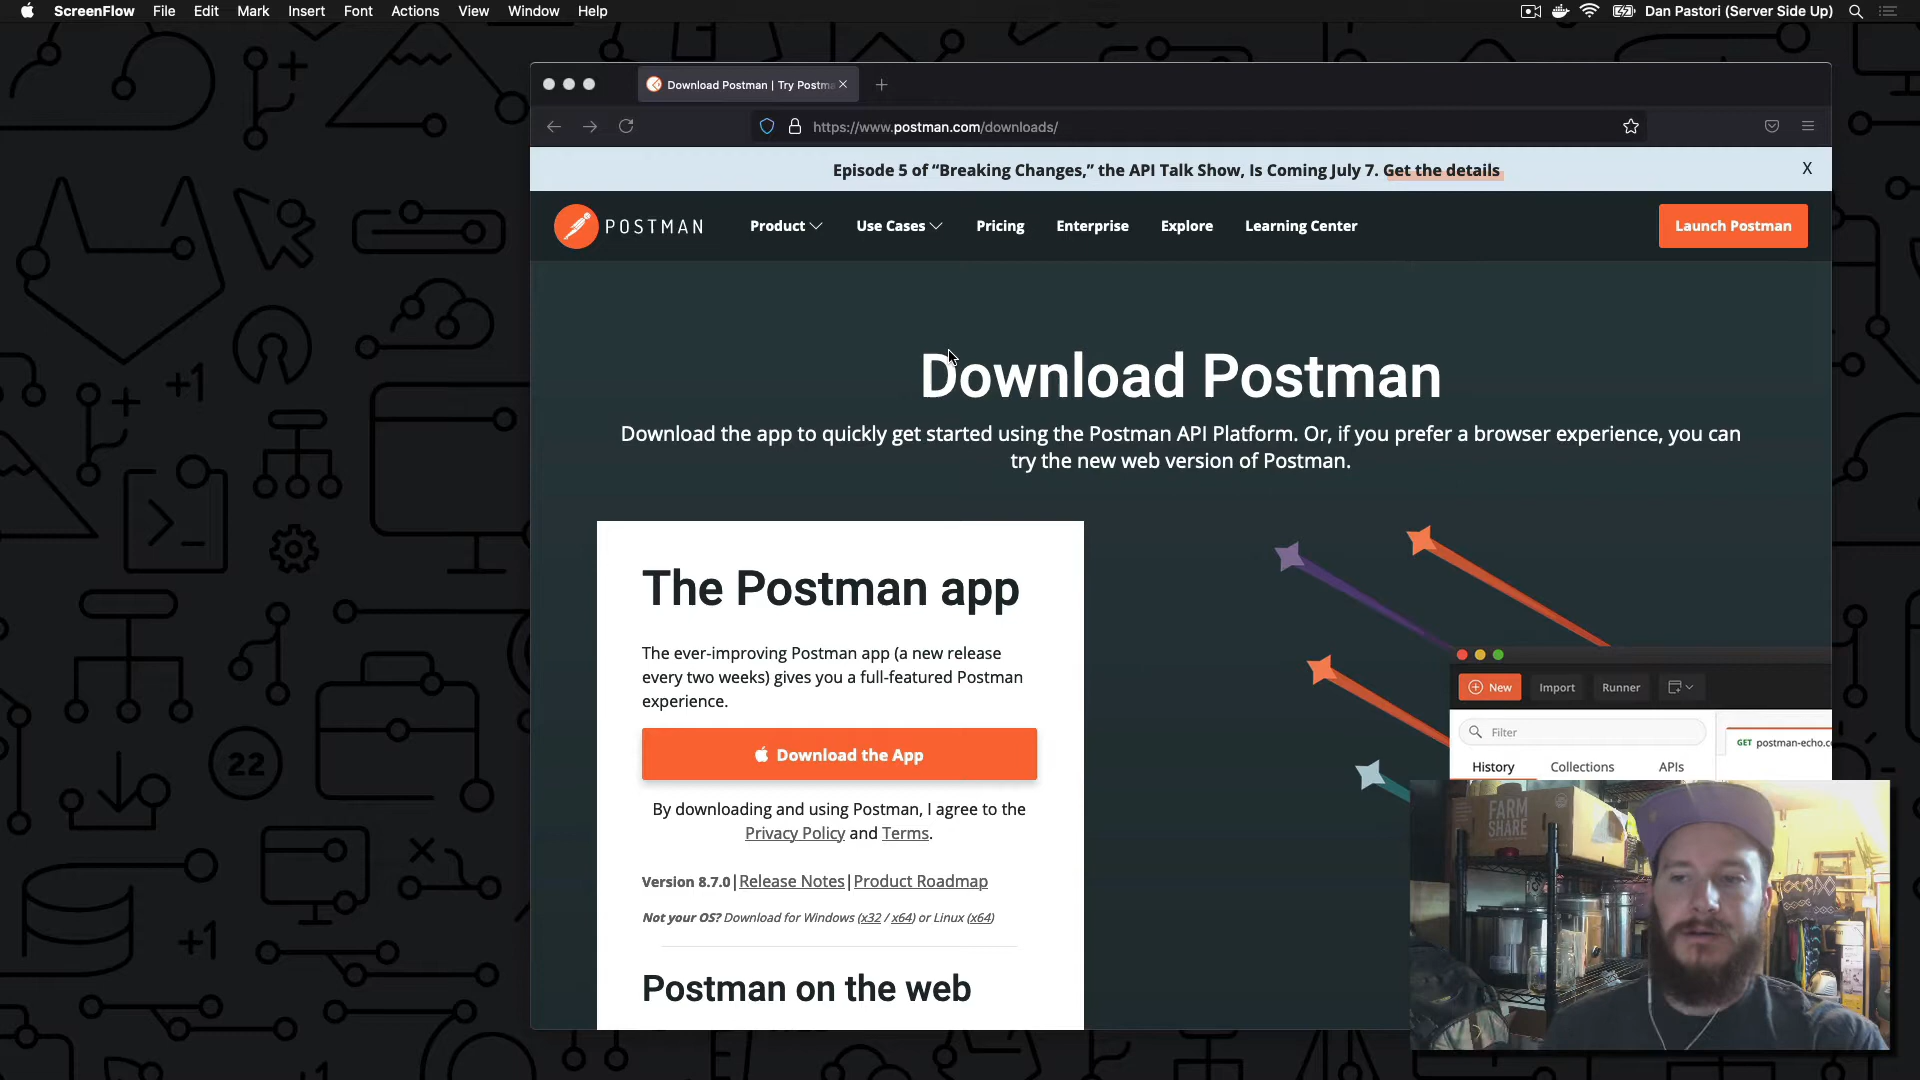 ScreenFlow File Edit Mark Insert Font Actions View Window Help Dan Pastori (Server Side Up)
Download Postman | Try Postma
https://www.postman.com/downloads/
Episode 5 of “Breaking Changes,” the API Talk Show, Is Coming July 7. Get the details X
POSTMAN Product Use Cases Pricing Enterprise Explore Learning Center Launch Postman
Download Postman
Download the app to quickly get started using the Postman API Platform. Or, if you prefer a browser experience, you can
try the new web version of Postman.
The Postman app
The ever-improving Postman app (a new release
every two weeks) gives you a full-featured Postman
experience.
Download the App
By downloading and using Postman, I agree to the
Privacy Policy and Terms.
Version 8.7.0 | Release Notes | Product Roadmap
Not your OS? Download for Windows (x32 / x64) or Linux (x64)
Postman on the web
New Import Runner
Filter
GET postman-echo.c
History Collections APIs
FARM
SHARE
+1
22
+1
+1